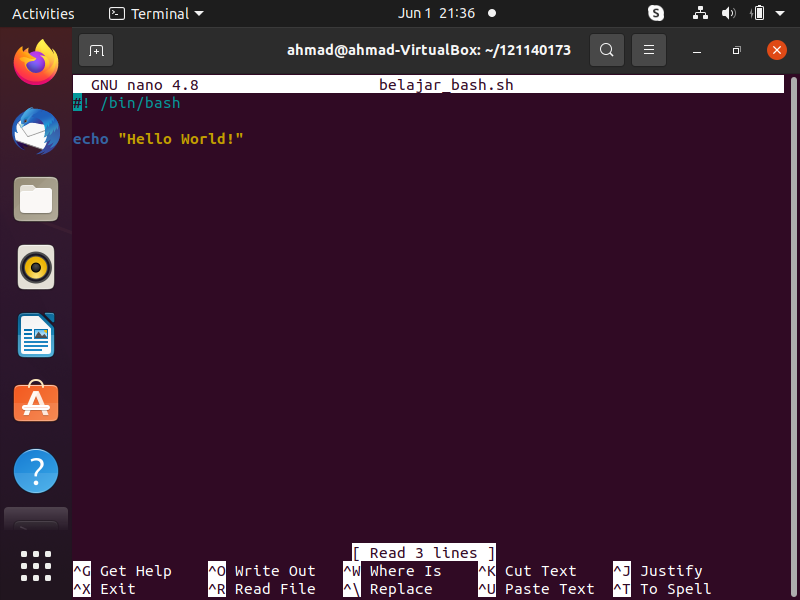 Activities Terminal Jun 1 21:36
ahmad@ahmad-VirtualBox: ~/121140173
GNU nano 4.8 belajar_bash.sh
#! /bin/bash
echo "Hello World!"
[ Read 3 lines ]
^G Get Help ^O Write Out ^W Where Is ^K Cut Text ^J Justify
^X Exit ^R Read File ^\ Replace ^U Paste Text ^T To Spell